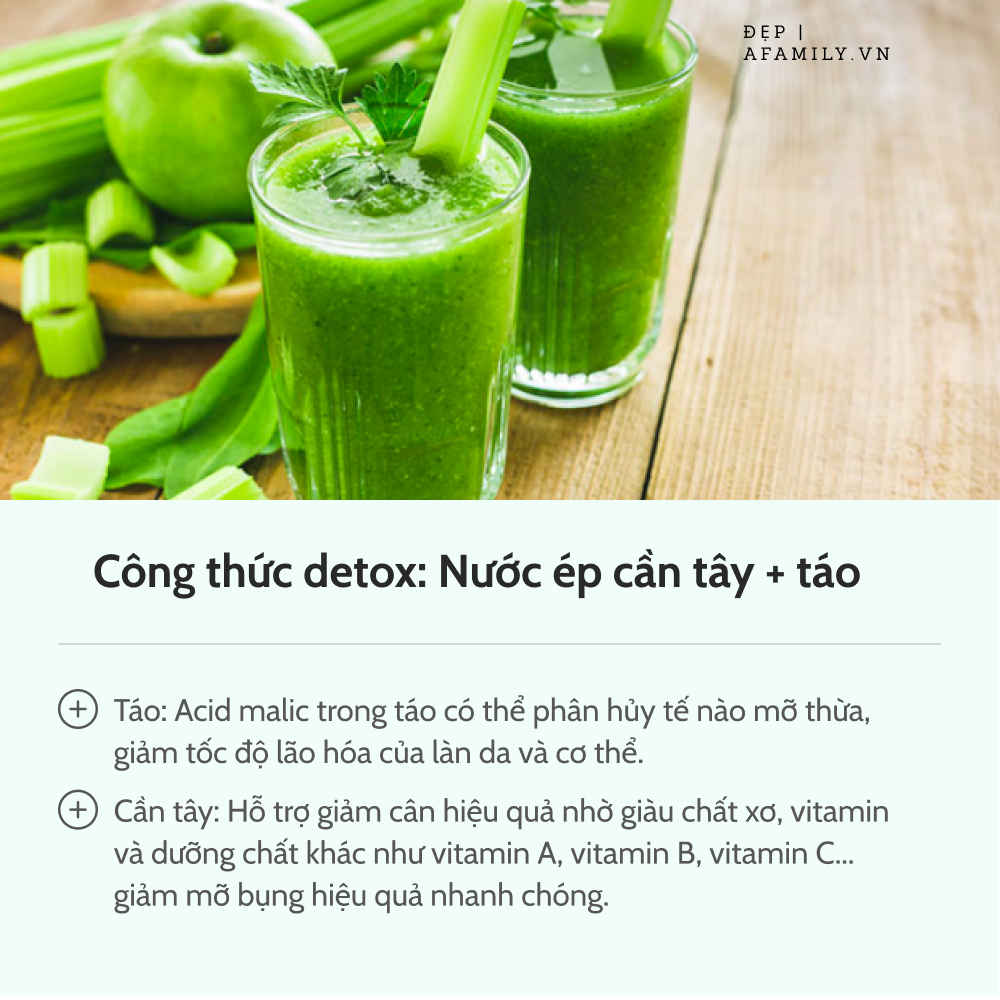 ĐẸP |
AFAMILY.VN
Công thức detox: Nước ép cần tây + táo
Táo: Acid malic trong táo có thể phân hủy tế nào mỡ thừa,
giảm tốc độ lão hóa của làn da và cơ thể.
Cần tây: Hỗ trợ giảm cân hiệu quả nhờ giàu chất xơ, vitamin
và dưỡng chất khác như vitamin A, vitamin B, vitamin C...
giảm mỡ bụng hiệu quả nhanh chóng.